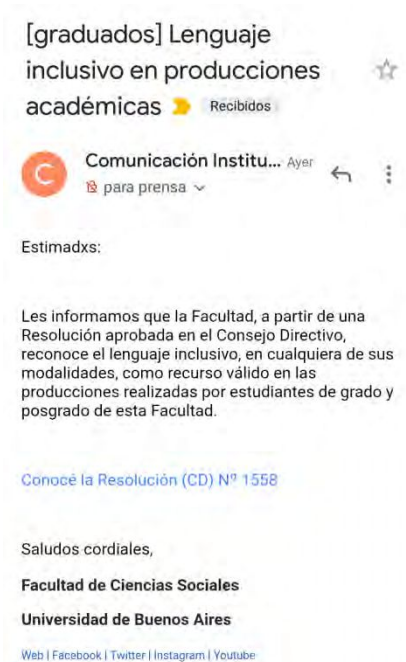 [graduados] Lenguaje
inclusivo en producciones
académicas Recibidos
C
Comunicación Institu... Ayer
para prensa
Estimadxs:
Les informamos que la Facultad, a partir de una
Resolución aprobada en el Consejo Directivo,
reconoce el lenguaje inclusivo, en cualquiera de sus
modalidades, como recurso válido en las
producciones realizadas por estudiantes de grado y
posgrado de esta Facultad.
Conocé la Resolución (CD) Nº 1558
Saludos cordiales,
Facultad de Ciencias Sociales
Universidad de Buenos Aires
Web | Facebook | Twitter | Instagram | Youtube